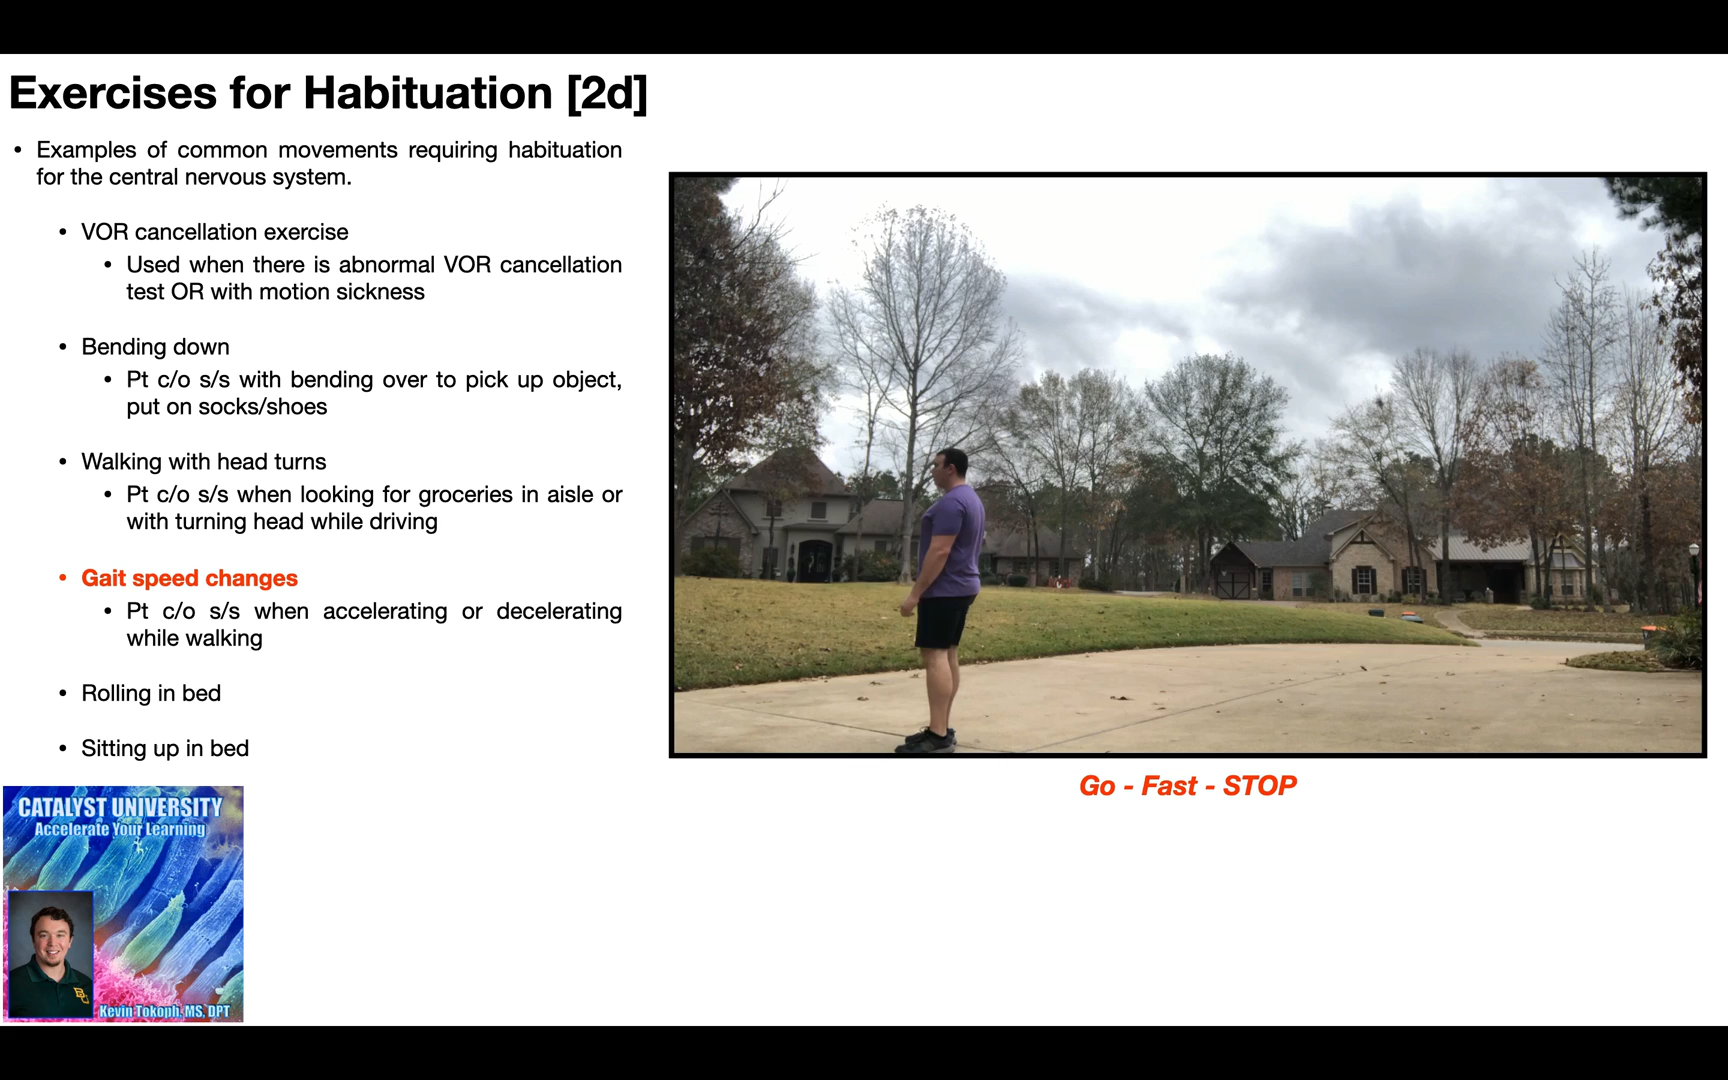 Exercises for Habituation [2d]
• Examples of common movements requiring habituation
for the central nervous system.
• VOR cancellation exercise
• Used when there is abnormal VOR cancellation
test OR with motion sickness
• Bending down
• Pt c/o s/s with bending over to pick up object,
put on socks/shoes
• Walking with head turns
• Pt c/o s/s when looking for groceries in aisle or
with turning head while driving
• Gait speed changes
• Pt c/o s/s when accelerating or decelerating
while walking
• Rolling in bed
• Sitting up in bed
Go - Fast - STOP
CATALYST UNIVERSITY
Accelerate Your Learning
Kevin Tokoph, MS, DPT